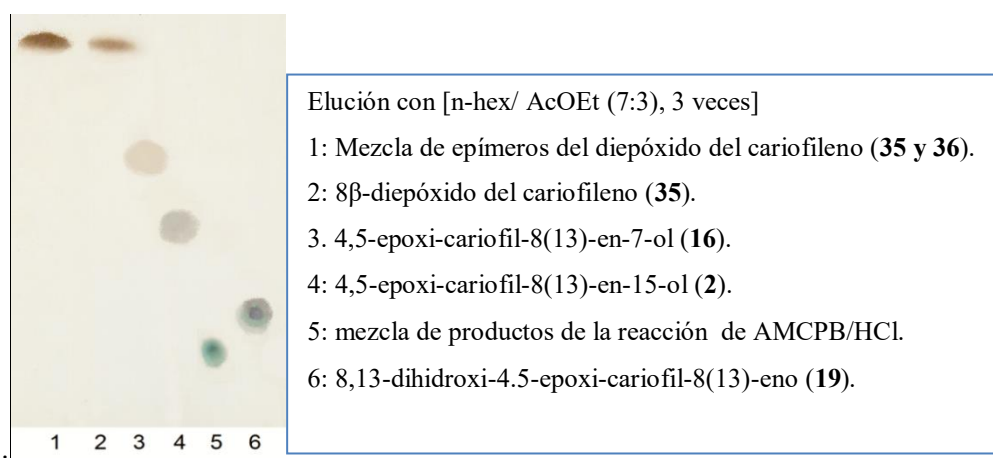 Elución con [n-hex/ AcOEt (7:3), 3 veces]
1: Mezcla de epímeros del diepóxido del cariofileno (35 y 36).
2: 8β-diepóxido del cariofileno (35).
3. 4,5-epoxi-cariofil-8(13)-en-7-ol (16).
4: 4,5-epoxi-cariofil-8(13)-en-15-ol (2).
5: mezcla de productos de la reacción de AMCPB/HCl.
6: 8,13-dihidroxi-4.5-epoxi-cariofil-8(13)-eno (19).
1 2 3 4 5 6
.